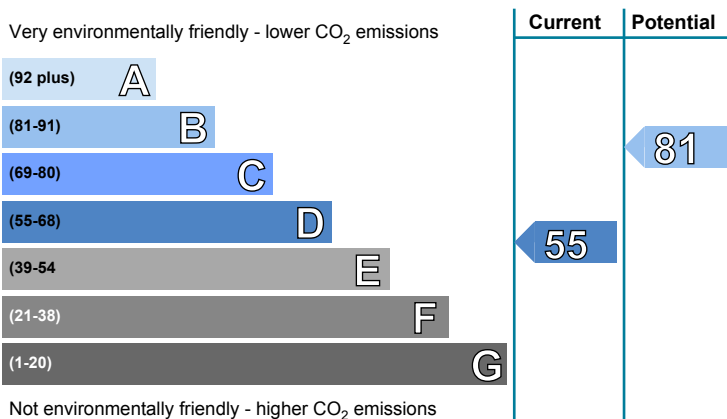 Current Potential
Very environmentally friendly - lower CO2 emissions
(92 plus) A
(81-91) B
(69-80) C
(55-68) D
(39-54 E
(21-38) F
(1-20) G
81
55
Not environmentally friendly - higher CO2 emissions